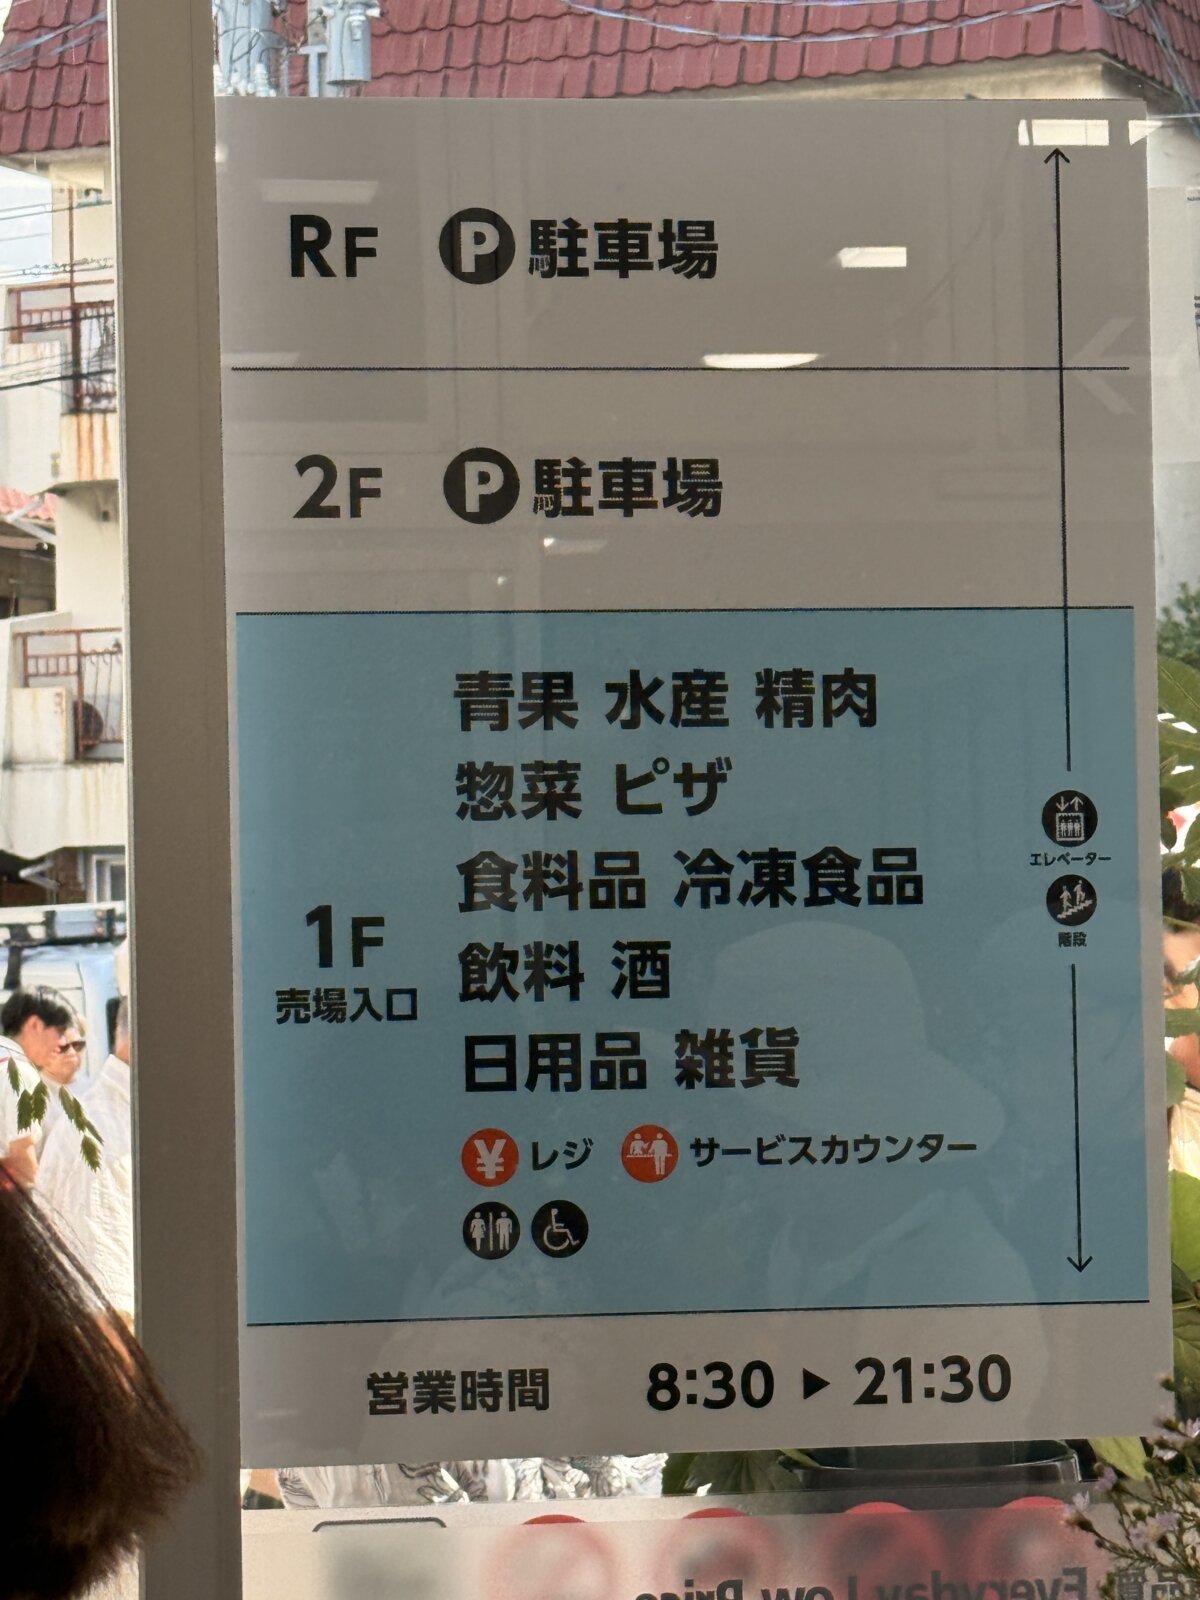 RF P 駐車場
2F P 駐車場
青果 水産 精肉
惣菜 ピザ
食料品 冷凍食品
1F
飲料 酒
売場入口
日用品 雑貨
¥ レジ サービスカウンター
エレベーター
階段
営業時間 8:30 ▶ 21:30
Everyday Low Price